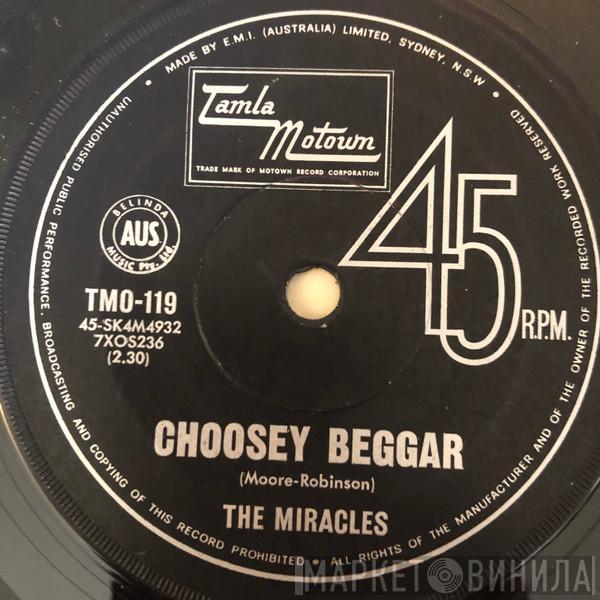 MADE BY E.M.I. (AUSTRALIA) LIMITED, SYDNEY, N.S.W •
Tamla
Motown
TRADE MARK OF MOTOWN RECORD CORPORATION
45
R.P.M.
BELINDA
AUS.
MUSIC Pty. Ltd.
TMO-119
45-SK4M4932
7XOS236
(2.30)
CHOOSEY BEGGAR
(Moore-Robinson)
THE MIRACLES
UNAUTHORISED PUBLIC PERFORMANCE, BROADCASTING AND COPYING OF THIS RECORD PROHIBITED • ALL RIGHTS OF THE MANUFACTURER AND OF THE OWNER OF THE RECORDED WORK RESERVED
МАРКЕТ ВИНИЛА